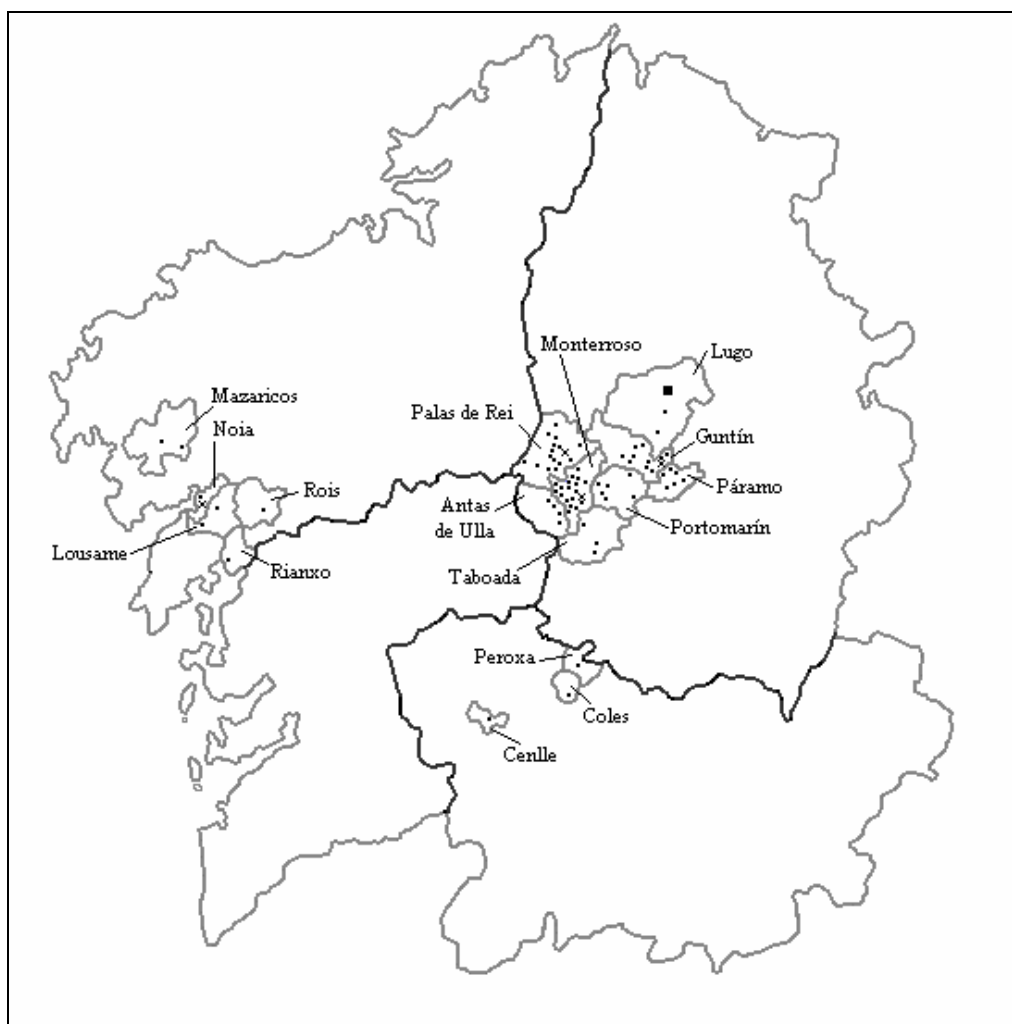 Lugo
Monterroso
Mazaricos
Palas de Rei
Noia
Guntín
Rois
Páramo
Antas
de Ulla
Portomarín
Lousame
Rianxo
Taboada
Peroxa
Coles
Cenlle